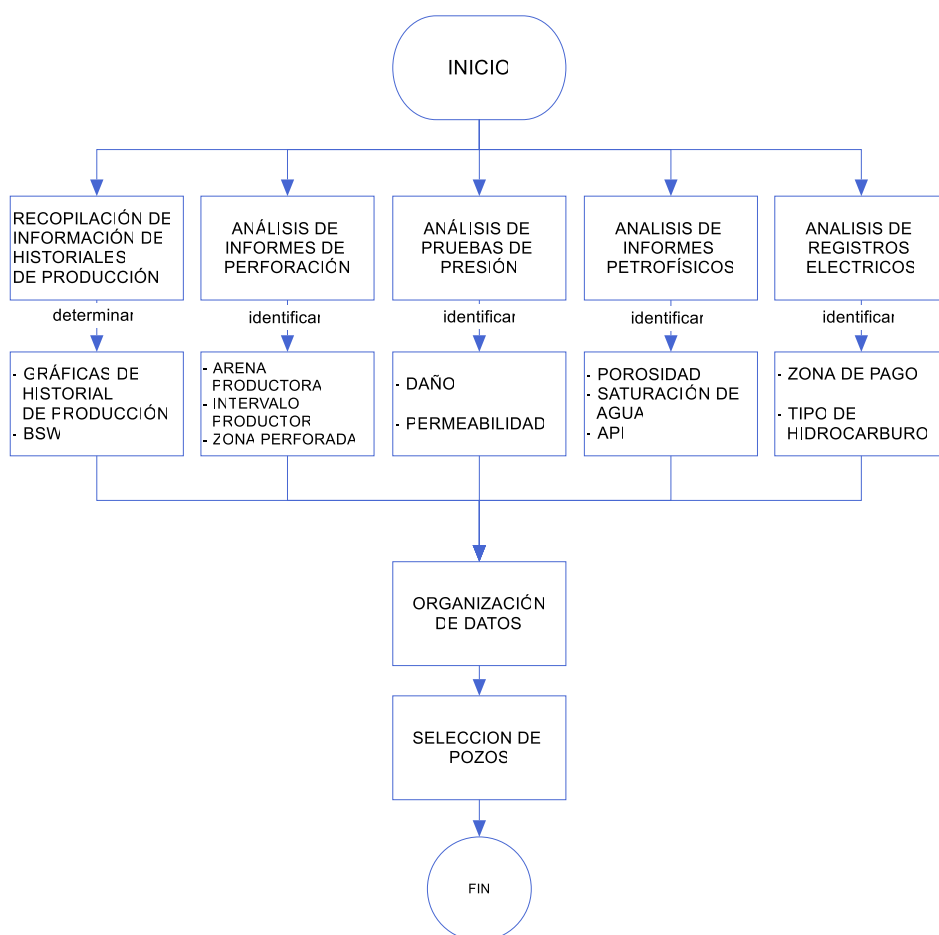 INICIO
RECOPILACIÓN DE
INFORMACIÓN DE
HISTORIALES
DE PRODUCCIÓN
ANÁLISIS DE
INFORMES DE
PERFORACIÓN
ANÁLISIS DE
PRUEBAS DE
PRESIÓN
ANALISIS DE
INFORMES
PETROFÍSICOS
ANALISIS DE
REGISTROS
ELECTRICOS
determinar
identificar
identificar
identificar
identificar
- GRÁFICAS DE
HISTORIAL
DE PRODUCCIÓN
- BSW
- ARENA
PRODUCTORA
- INTERVALO
PRODUCTOR
- ZONA PERFORADA
- DAÑO
- PERMEABILIDAD
- POROSIDAD
- SATURACIÓN DE
AGUA
- API
- ZONA DE PAGO
- TIPO DE
HIDROCARBURO
ORGANIZACIÓN
DE DATOS
SELECCION DE
POZOS
FIN